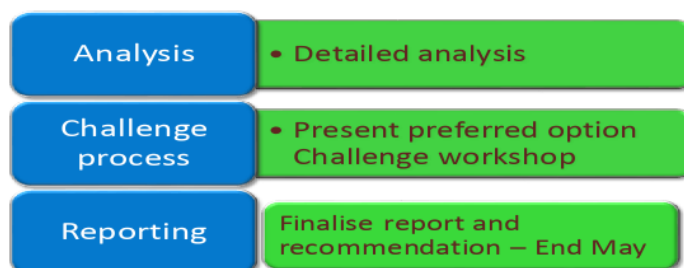 Analysis
• Detailed analysis
Challenge
process
• Present preferred option
Challenge workshop
Reporting
Finalise report and
recommendation – End May